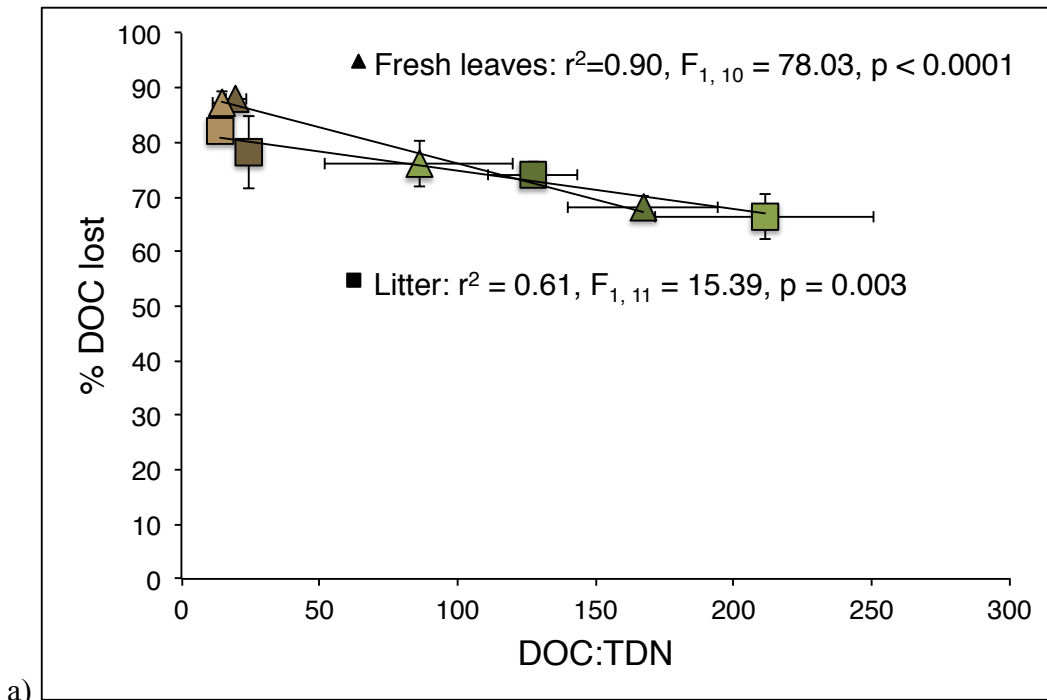 100
▲ Fresh leaves: r²=0.90, F₁, ₁₀ = 78.03, p < 0.0001
90
80
70
60
■ Litter: r² = 0.61, F₁, ₁₁ = 15.39, p = 0.003
50
40
30
20
10
0
% DOC lost
0 50 100 150 200 250 300
DOC:TDN
a)